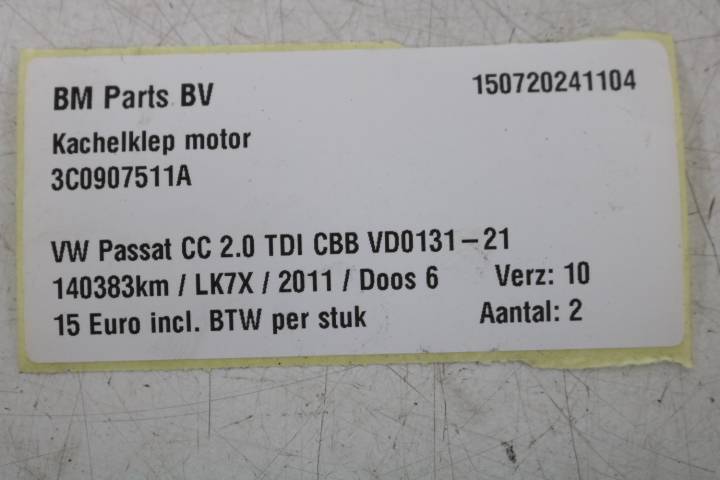 BM Parts BV 150720241104
Kachelklep motor
3C0907511A
VW Passat CC 2.0 TDI CBB VD0131-21
140383km / LK7X / 2011 / Doos 6 Verz: 10
15 Euro incl. BTW per stuk Aantal: 2